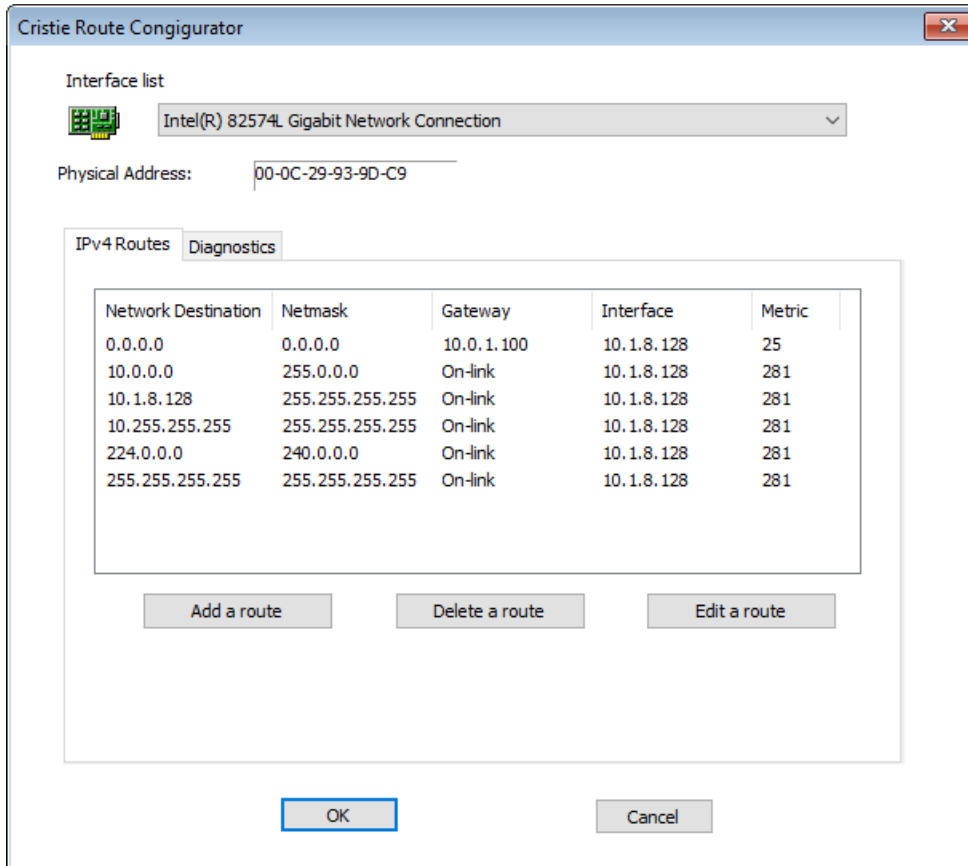 Cristie Route Congigurator
Interface list
Intel(R) 82574L Gigabit Network Connection
Physical Address: 00-0C-29-93-9D-C9
IPv4 Routes Diagnostics
Network Destination Netmask Gateway Interface Metric
0.0.0.0 0.0.0.0 10.0.1.100 10.1.8.128 25
10.0.0.0 255.0.0.0 On-link 10.1.8.128 281
10.1.8.128 255.255.255.255 On-link 10.1.8.128 281
10.255.255.255 255.255.255.255 On-link 10.1.8.128 281
224.0.0.0 240.0.0.0 On-link 10.1.8.128 281
255.255.255.255 255.255.255.255 On-link 10.1.8.128 281
Add a route Delete a route Edit a route
OK Cancel